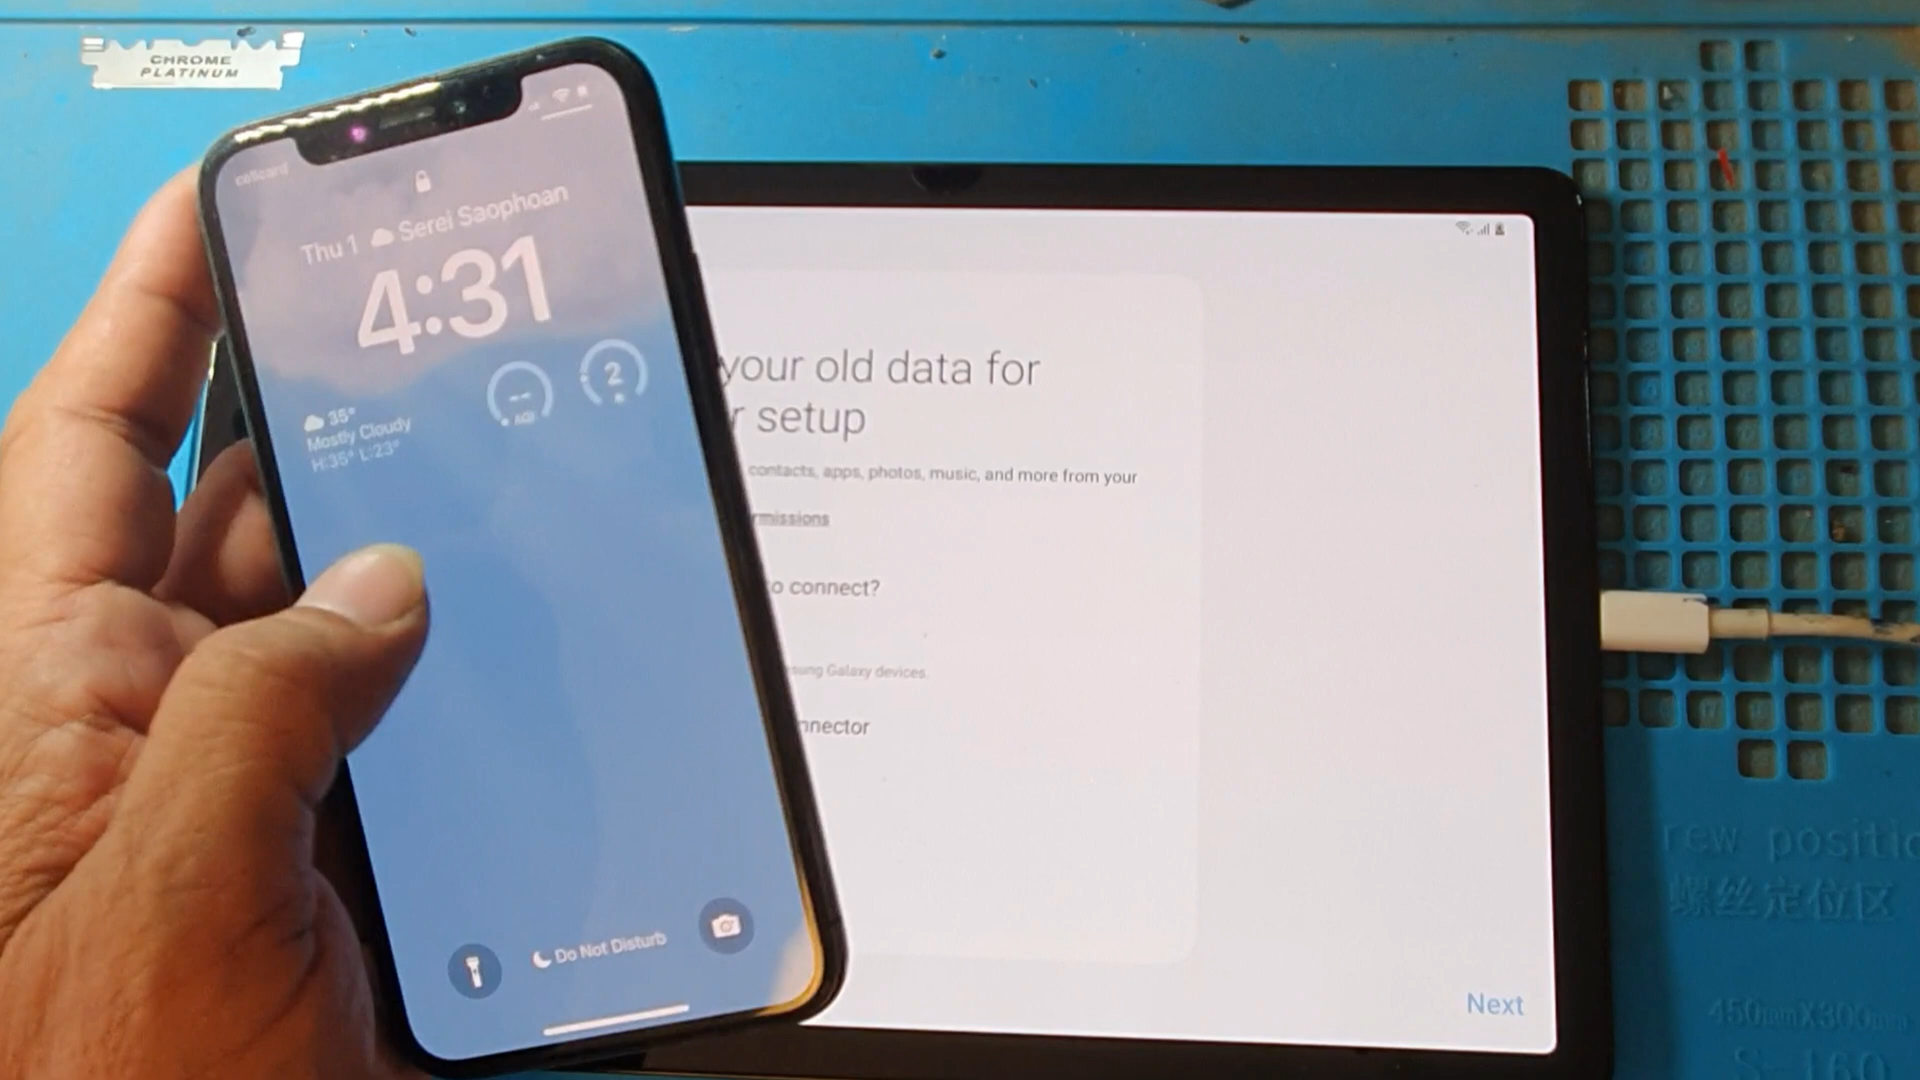 CHROME
PLATINUM
cellcard
Thu 1 Serei Saophoan
4:31
35°
Mostly Cloudy
H:35° L:23°
--
AQI
2
Do Not Disturb
your old data for
r setup
contacts, apps, photos, music, and more from your
rmissions
o connect?
sung Galaxy devices.
nnector
Next
rew positio
螺丝定位区
450mmX300mm
S-160